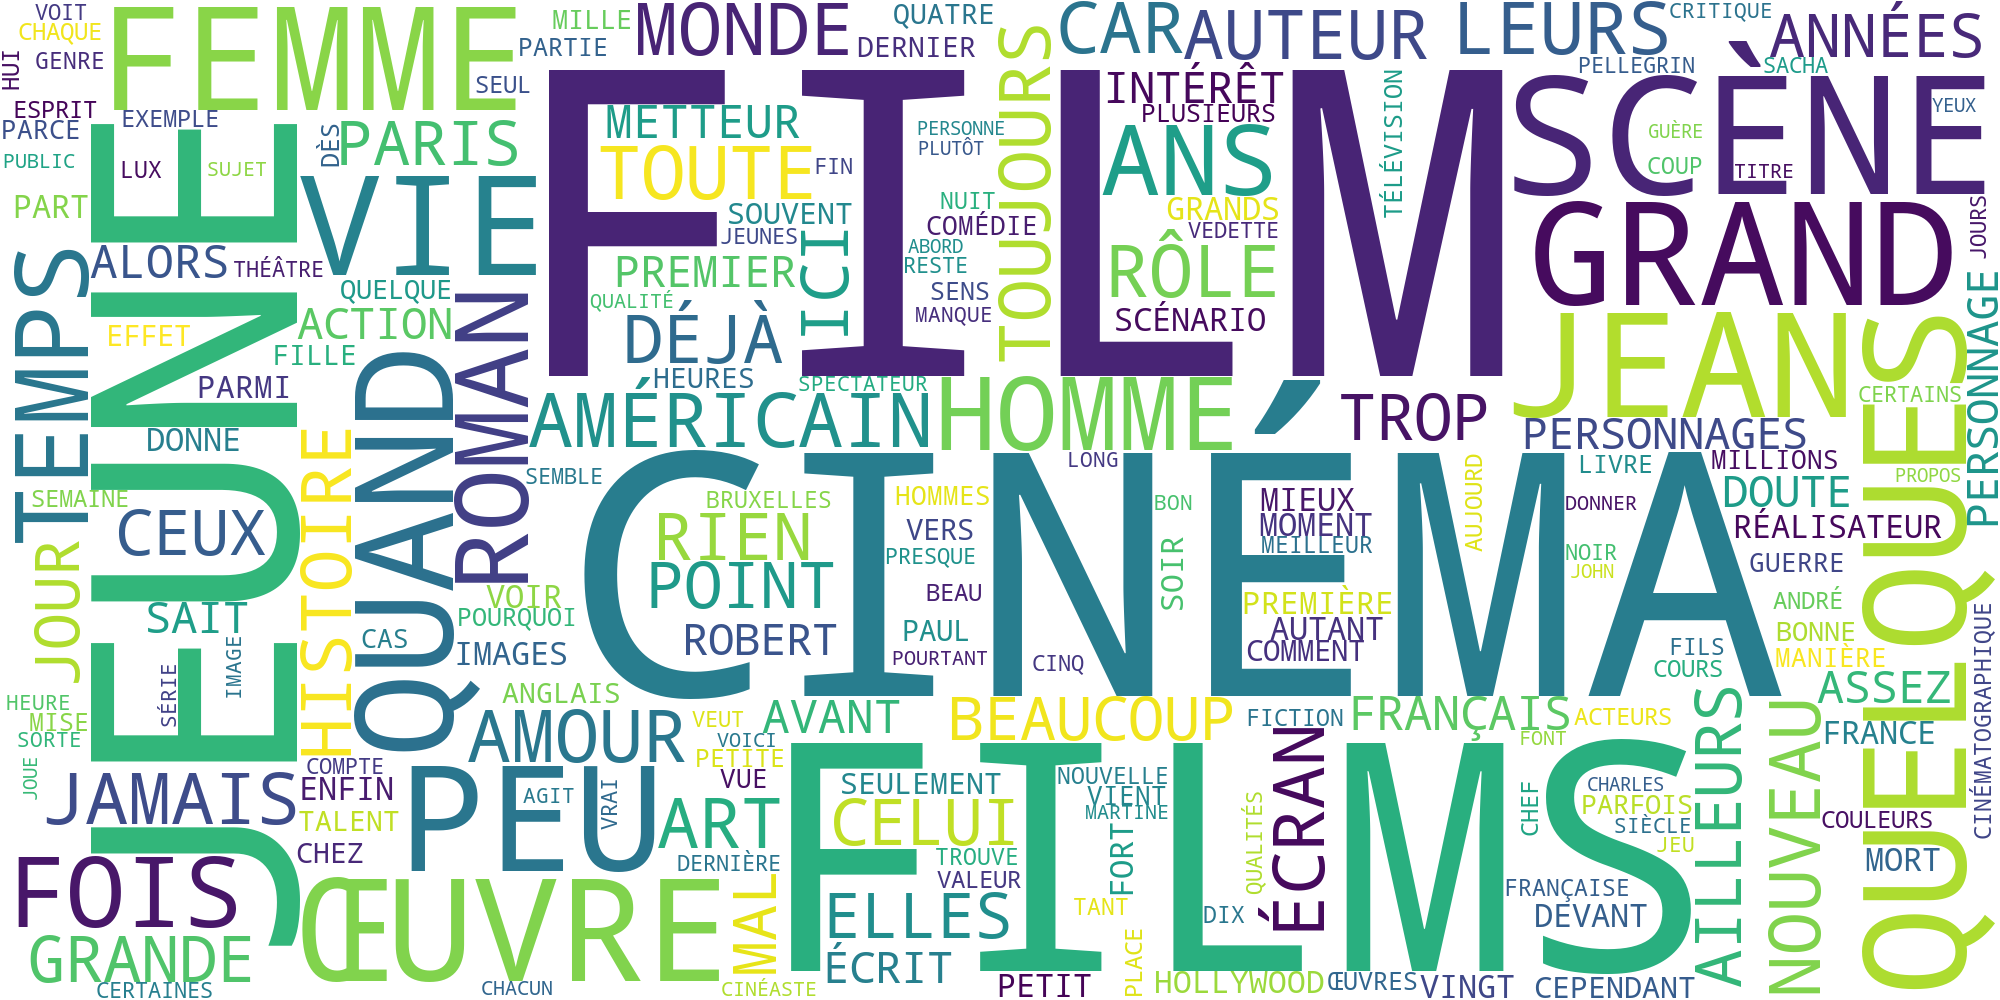 VOIT
CHAQUE
GENRE
HUI
ESPRIT
PARCE
PUBLIC
PART
FEMME
EXEMPLE
LUX
SUJET
DÈS
PARIS
MILLE
PARTIE
SEUL
MONDE
DERNIER
QUATRE
CAR
AUTEUR
LEURS
CRITIQUE
ANNÉES
PELLEGRIN
SACHA
YEUX
FILM
SCÈNE
INTÉRÊT
PLUSIEURS
TOUJOURS
METTEUR
TOUTE
FIN
PERSONNE
PLUTÔT
ANS
TÉLÉVISION
GUÈRE
COUP
TITRE
JOURS
GRAND
VIE
JEUNE
ALORS
THÉÂTRE
TEMPS
QUELQUE
EFFET
ACTION
FILLE
PARMI
DONNE
SEMAINE
CEUX
ROMAN
SOUVENT
JEUNES
PREMIER
QUALITÉ
ICI
DÉJÀ
HEURES
NUIT
COMÉDIE
ABORD
RESTE
SENS
MANQUE
GRANDS
VEDETTE
RÔLE
SCÉNARIO
JEAN
QUELQUES
PERSONNAGE
SPECTATEUR
AMÉRICAIN
HOMME
TROP
PERSONNAGES
CERTAINS
LONG
LIVRE
MILLIONS
PROPOS
DOUTE
RÉALISATEUR
DONNER
GUERRE
NOIR
JOHN
ANDRÉ
BONNE
MANIÈRE
FILS
COURS
CINÉMA
SEMBLE
BRUXELLES
RIEN
POINT
ROBERT
HOMMES
VERS
PRESQUE
BEAU
PAUL
POURTANT
CINQ
BON
SOIR
MIEUX
MOMENT
MEILLEUR
PREMIÈRE
AUTANT
COMMENT
AUJOURD
QUAND
HISTOIRE
JOUR
SAIT
CAS
IMAGE
SÉRIE
VOIR
POURQUOI
IMAGES
ANGLAIS
HEURE
MISE
SORTE
JOUE
JAMAIS
COMPTE
ENFIN
TALENT
CHEZ
AMOUR
PEU
AGIT
VRAI
VEUT
VOICI
PETITE
VUE
AVANT
ART
DERNIÈRE
BEAUCOUP
SEULEMENT
CELUI
FILMS
NOUVELLE
VIENT
MARTINE
FICTION
FRANÇAIS
ACTEURS
FONT
ÉCRAN
CHEF
CHARLES
PARFOIS
SIÈCLE
JEU
AILLEURS
NOUVEAU
ASSEZ
FRANCE
COULEURS
MORT
CINÉMATOGRAPHIQUE
FOIS
GRANDE
CERTAINES
ŒUVRE
CHACUN
MAL
CINÉASTE
ELLES
ÉCRIT
TROUVE
VALEUR
FORT
TANT
PLACE
PETIT
QUALITÉS
DIX
HOLLYWOOD
ŒUVRES
VINGT
FRANÇAISE
DEVANT
CEPENDANT
S